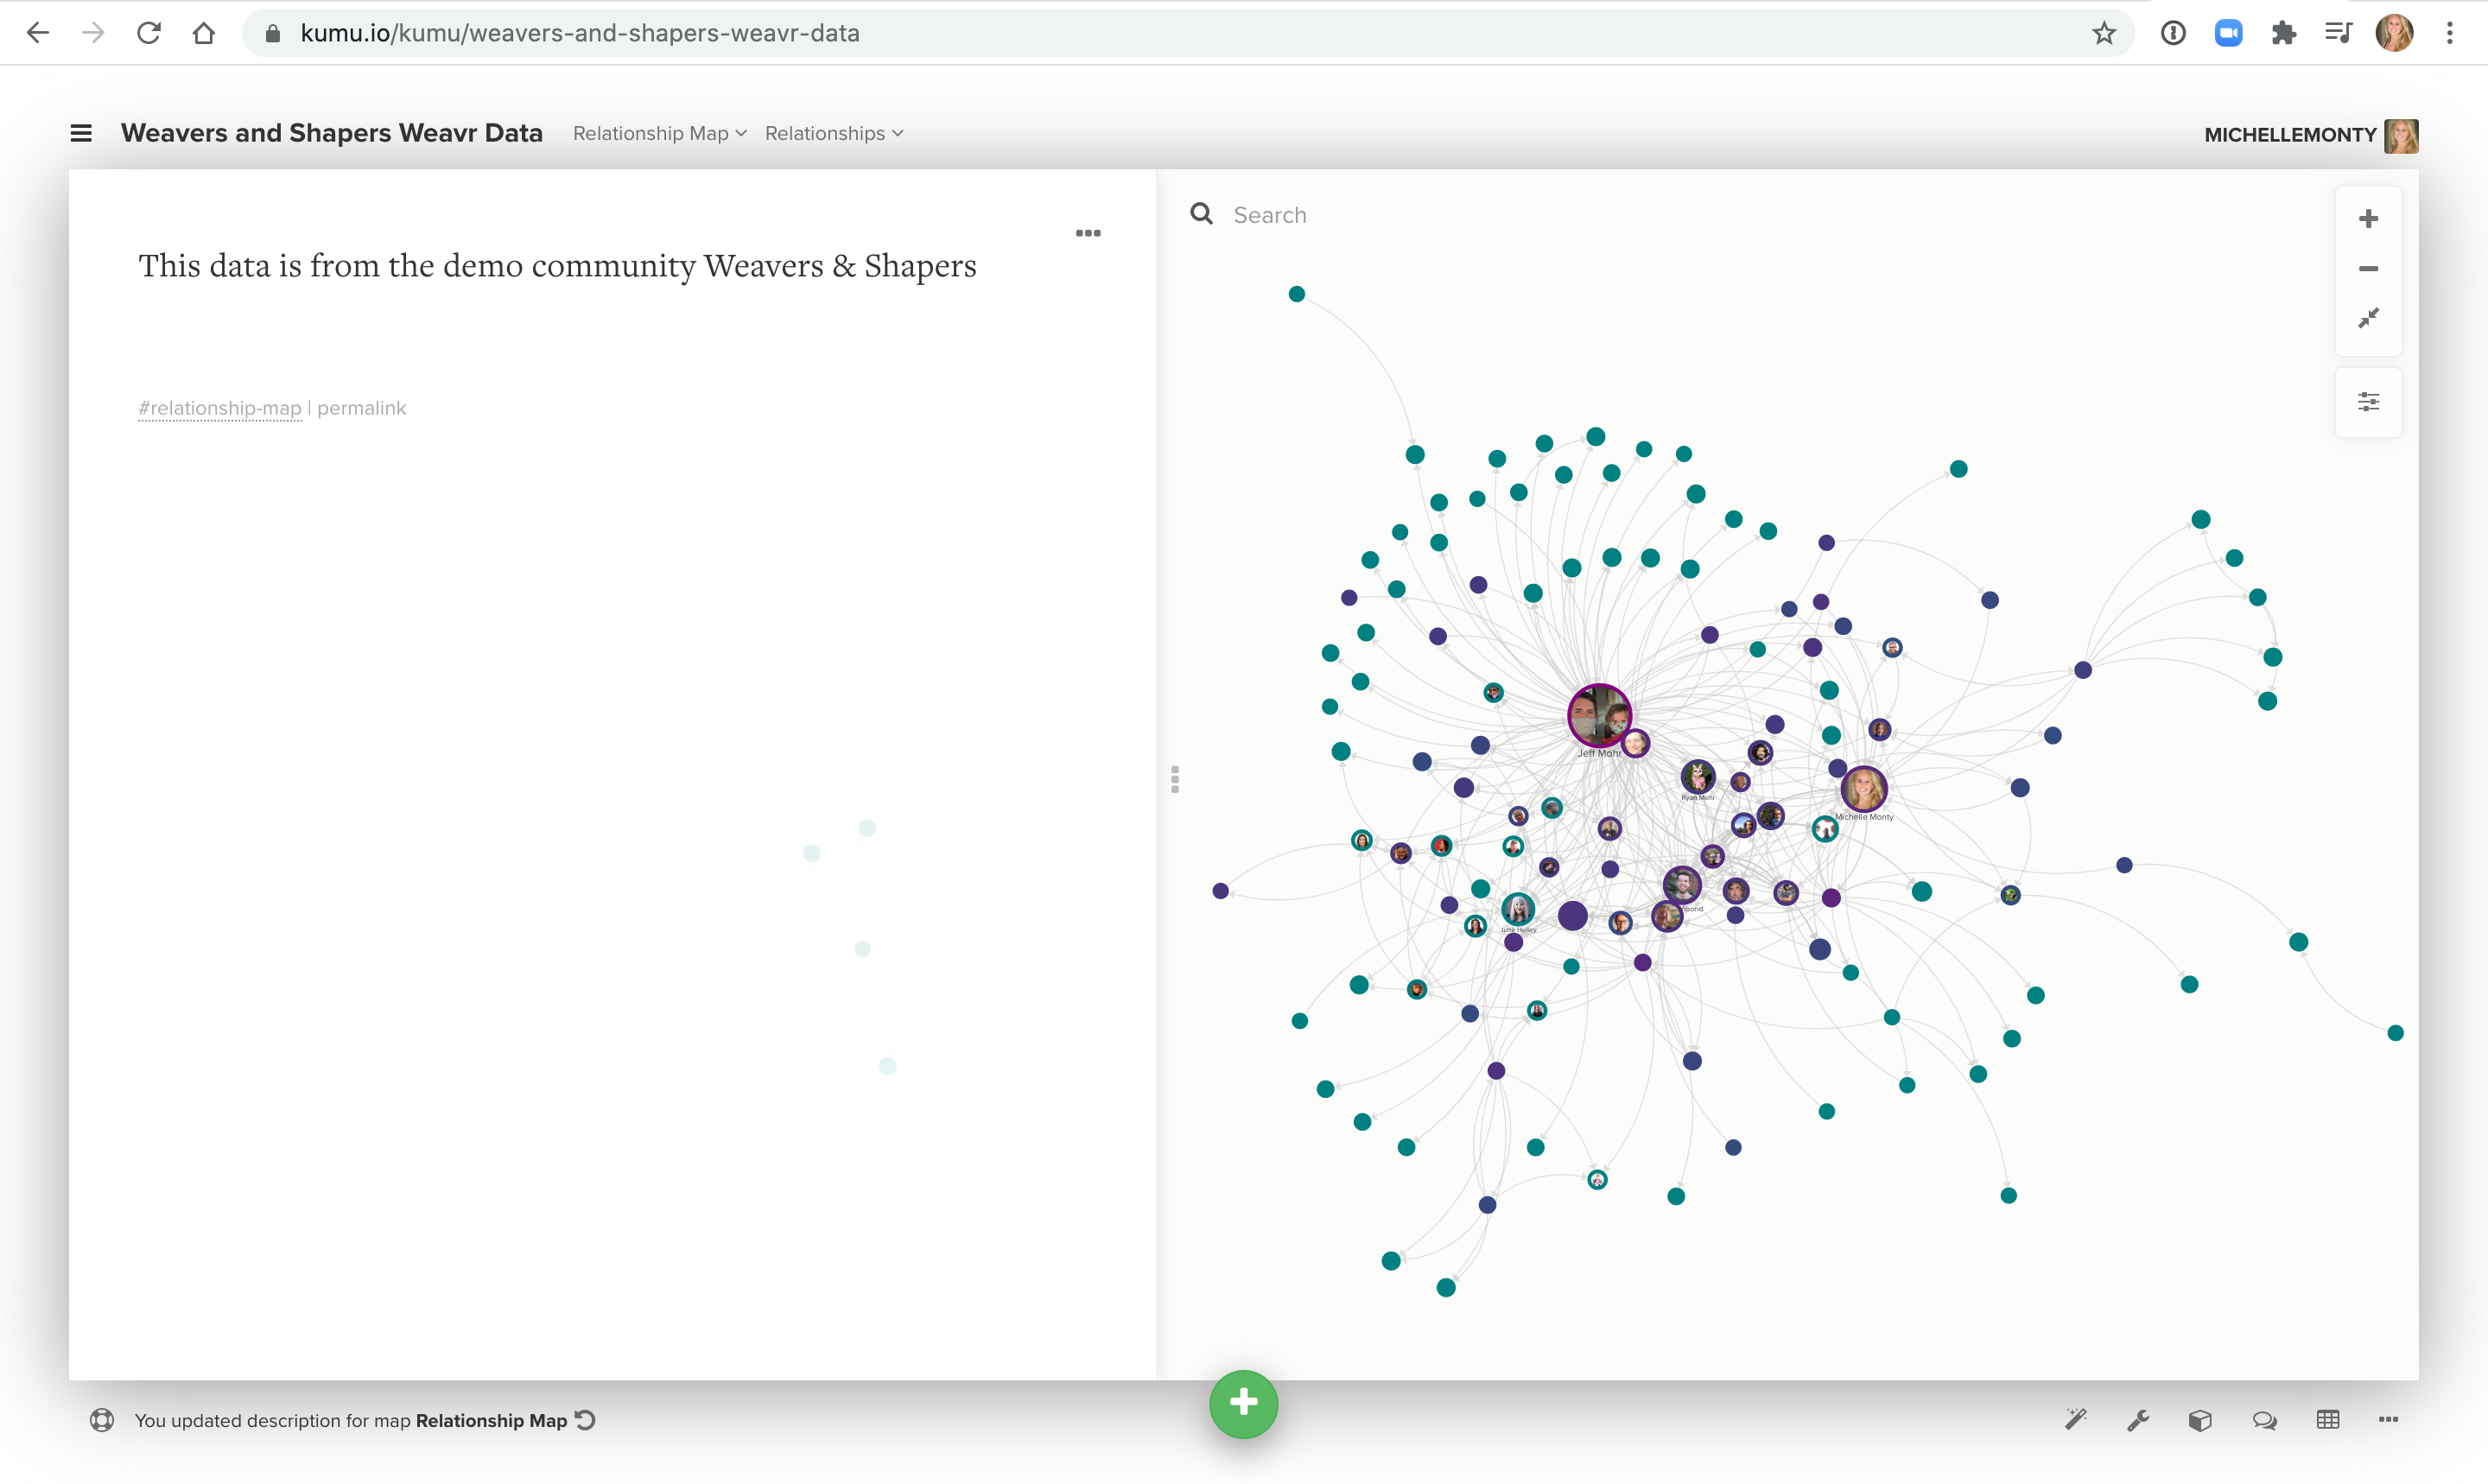 kumu.io/kumu/weavers-and-shapers-weavr-data
Weavers and Shapers Weavr Data Relationship Map Relationships
MICHELLEMONTY
This data is from the demo community Weavers & Shapers
#relationship-map | permalink
Search
Jeff Mohr
Ryan Mohr
Michelle Monty
June Holley
You updated description for map Relationship Map